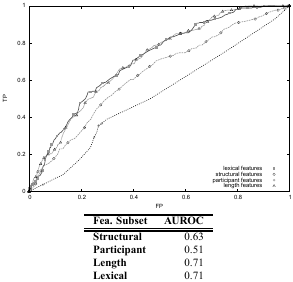 1
0.8
0.6
TP
0.4
0.2
0
0 0.2 0.4 0.6 0.8 1
FP
lexical features
structural features
participant features
length features
Fea. Subset AUROC
Structural 0.63
Participant 0.51
Length 0.71
Lexical 0.71